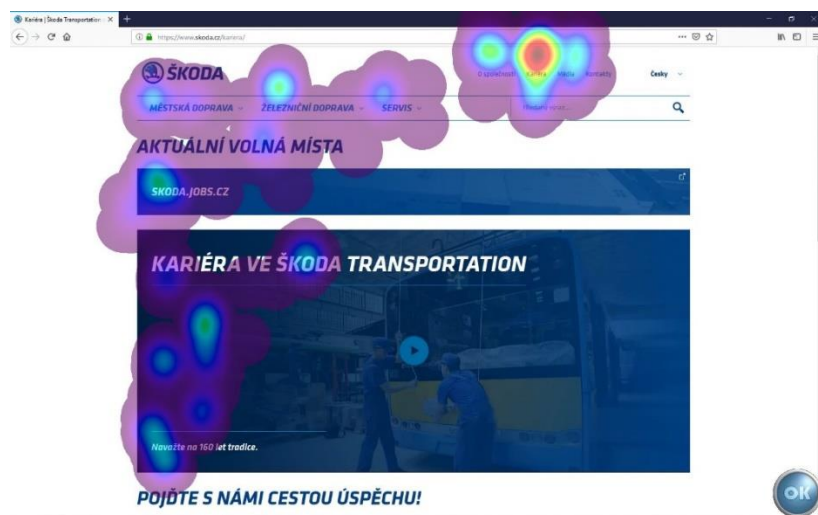 Kariéra | Škoda Transportation
https://www.skoda.cz/kariera/
ŠKODA
O společnosti Kariéra Média Kontakty Česky
MĚSTSKÁ DOPRAVA ŽELEZNIČNÍ DOPRAVA SERVIS
AKTUÁLNÍ VOLNÁ MÍSTA
SKODA.JOBS.CZ
KARIÉRA VE ŠKODA TRANSPORTATION
Navažte na 160 let tradice.
POJĎTE S NÁMI CESTOU ÚSPĚCHU!
OK